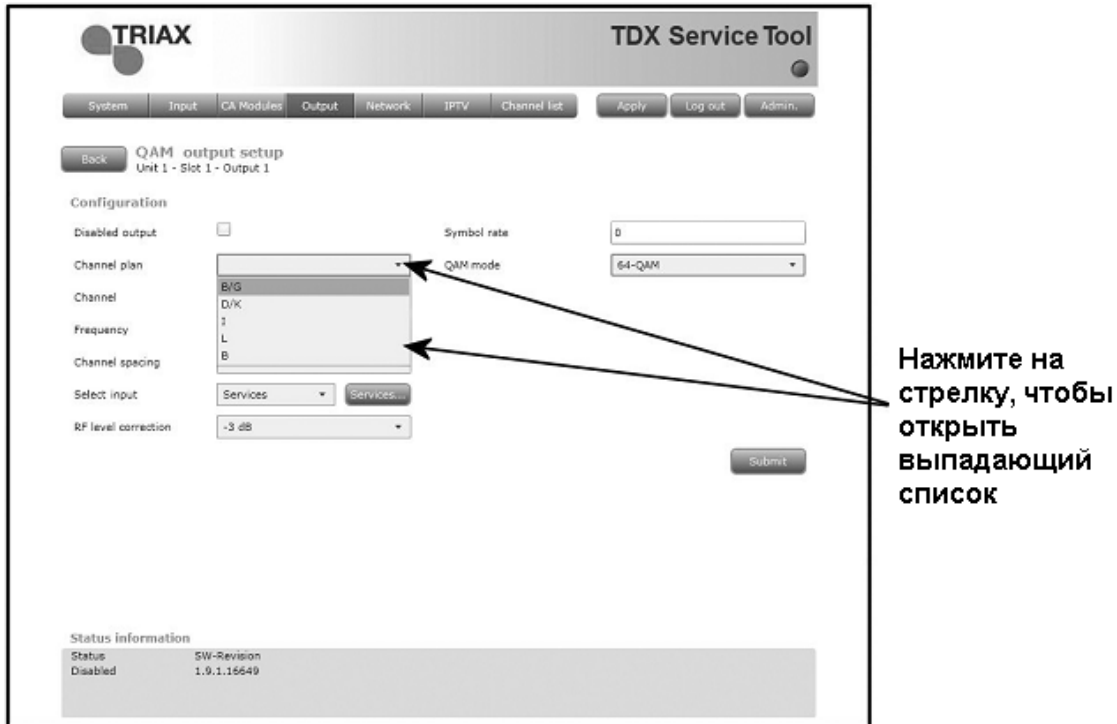 TRIAX
TDX Service Tool
System Input CA Modules Output Network IPTV Channel list Apply Log out Admin.
Back
QAM output setup
Unit 1 - Slot 1 - Output 1
Configuration
Disabled output
Symbol rate 0
Channel plan
QAM mode 64-QAM
B/G
Channel
D/K
I
Frequency
L
B
Channel spacing
Select input Services Services...
RF level correction -3 dB
Submit
Нажмите на
стрелку, чтобы
открыть
выпадающий
список
Status information
Status SW-Revision
Disabled 1.9.1.16649